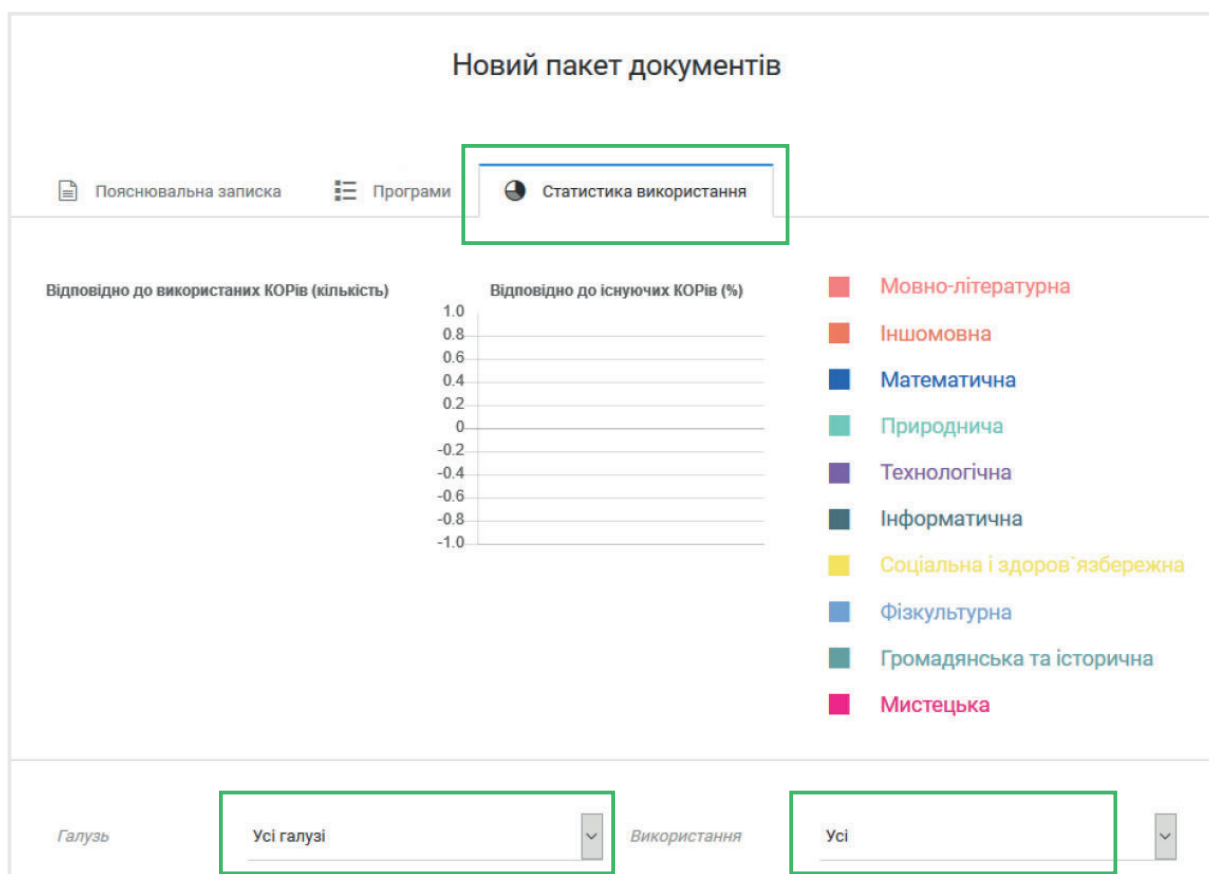 Новий пакет документів
Пояснювальна записка
Програми
Статистика використання
Відповідно до використаних КОРів (кількість)
Відповідно до існуючих КОРів (%)
1.0
0.8
0.6
0.4
0.2
0
-0.2
-0.4
-0.6
-0.8
-1.0
Мовно-літературна
Іншомовна
Математична
Природнича
Технологічна
Інформатична
Соціальна і здоров`язбережна
Фізкультурна
Громадянська та історична
Мистецька
Галузь
Усі галузі
Використання
Усі